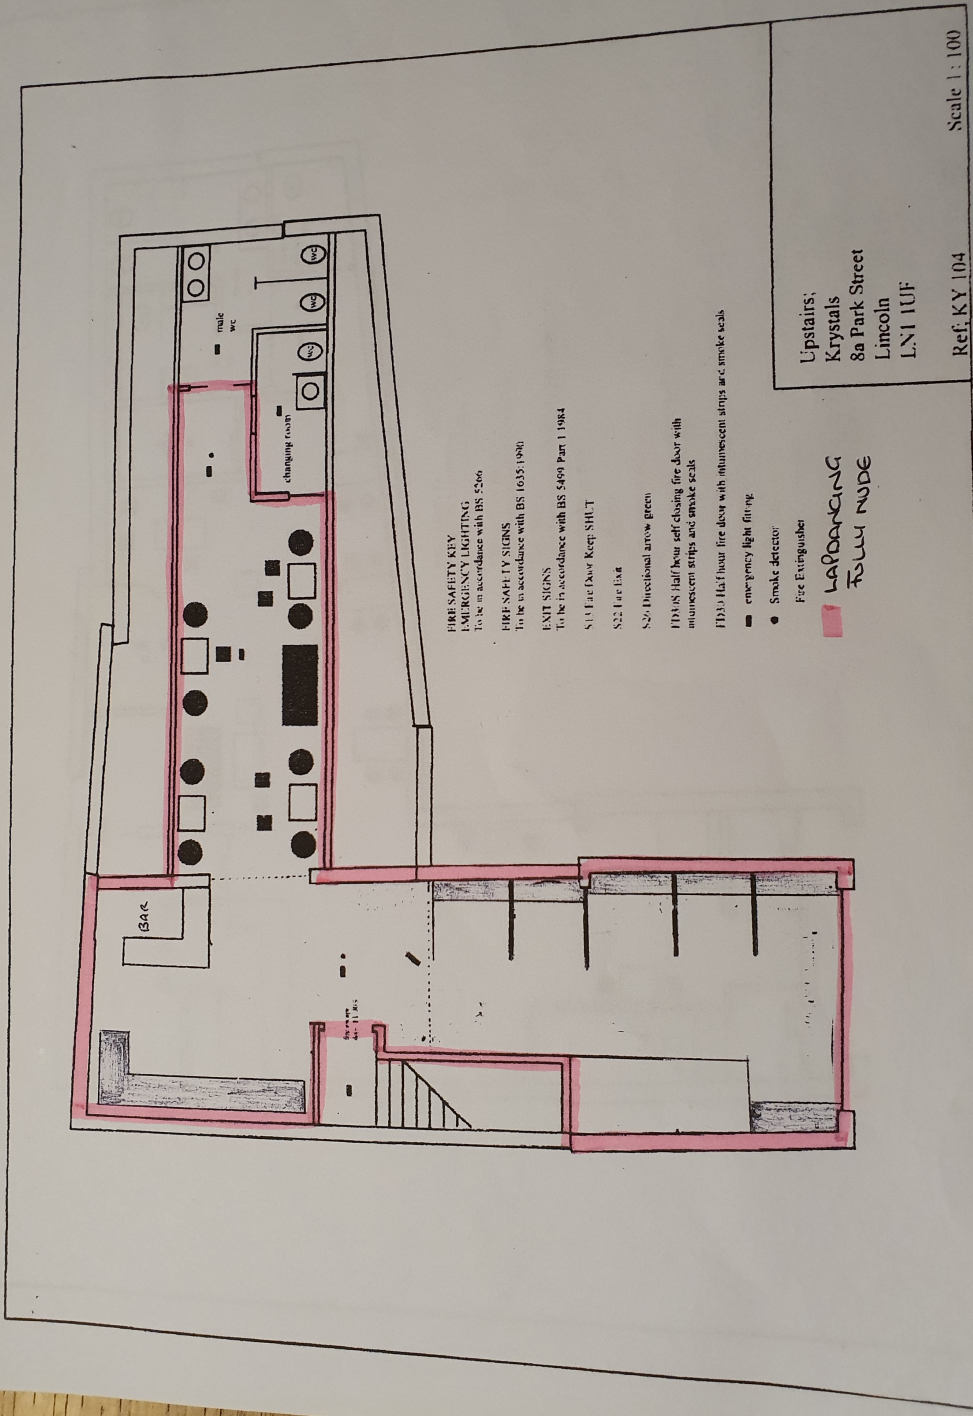 male
wc
wc
wc
wc
changing room
BAR
FIRE SAFETY KEY
EMERGENCY LIGHTING
To be in accordance with BS 5266
FIRE SAFETY SIGNS
To be in accordance with BS 1635:1990
EXIT SIGNS
To be in accordance with BS 5499 Part 1 1984
Fire Door Keep SHUT
S22 Fire Exit
S20 Directional arrow green
FD30S Half hour self closing fire door with
intumescent strips and smoke seals
FD30 Half hour fire door with intumescent strips and smoke seals
emergency light fitting
Smoke detector
Fire Extinguisher
LAPDANCING
FULLY NUDE
Upstairs;
Krystals
8a Park Street
Lincoln
LN1 1UF
Ref; KY 104
Scale 1 : 100